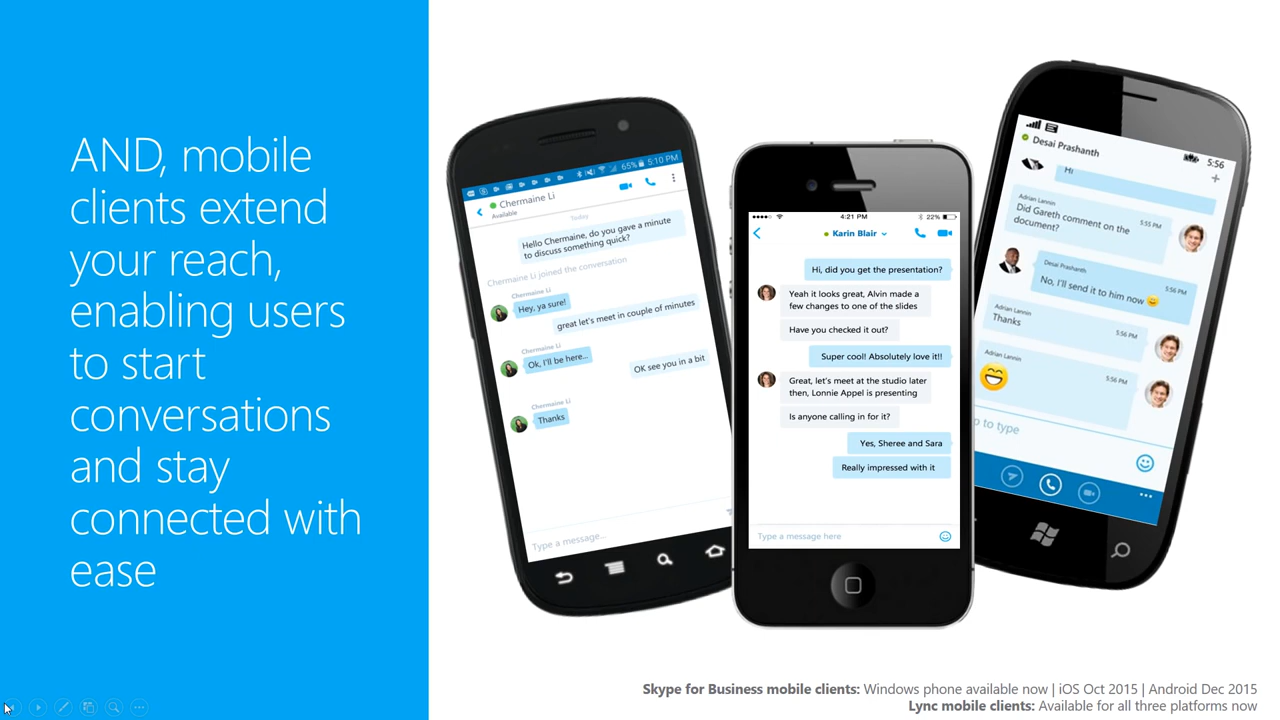 AND, mobile
clients extend
your reach,
enabling users
to start
conversations
and stay
connected with
ease
65%
5:10 PM
Chermaine Li
Available
Today
Hello Chermaine, do you gave a minute
to discuss something quick?
Chermaine Li joined the conversation
Chermaine Li
Hey, ya sure!
great let's meet in couple of minutes
Chermaine Li
Ok, I'll be here...
OK see you in a bit
Chermaine Li
Thanks
Type a message...
4:21 PM
22%
Karin Blair
Hi, did you get the presentation?
Yeah it looks great, Alvin made a
few changes to one of the slides
Have you checked it out?
Super cool! Absolutely love it!!
Great, let's meet at the studio later
then, Lonnie Appel is presenting
Is anyone calling in for it?
Yes, Sheree and Sara
Really impressed with it
Type a message here
5:56
Desai Prashanth
Hi
Adrian Lannin
5:55 PM
Did Gareth comment on the
document?
Desai Prashanth
5:56 PM
No, I'll send it to him now
Adrian Lannin
5:56 PM
Thanks
Adrian Lannin
5:56 PM
p to type
Skype for Business mobile clients: Windows phone available now | iOS Oct 2015 | Android Dec 2015
Lync mobile clients: Available for all three platforms now